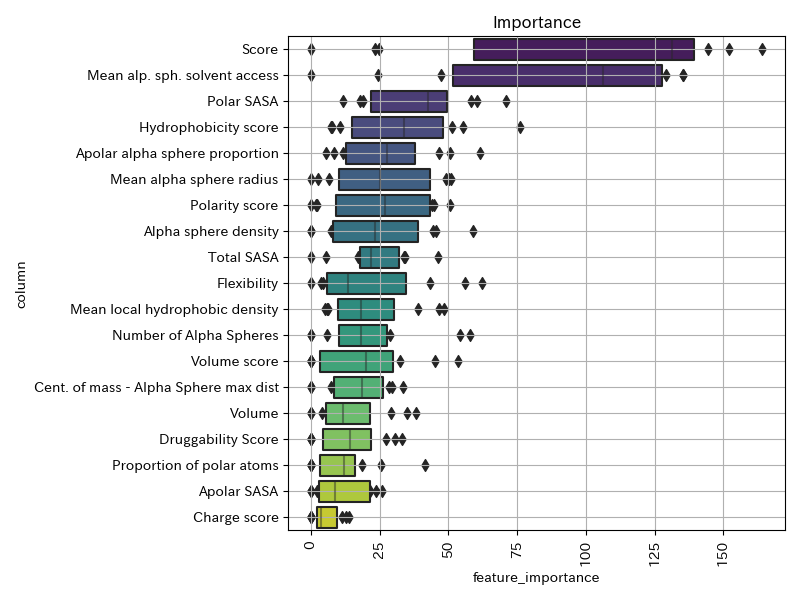 Importance
Score
Mean alp. sph. solvent access
Polar SASA
Hydrophobicity score
Apolar alpha sphere proportion
Mean alpha sphere radius
Polarity score
Alpha sphere density
Total SASA
Flexibility
Mean local hydrophobic density
Number of Alpha Spheres
Volume score
Cent. of mass - Alpha Sphere max dist
Volume
Druggability Score
Proportion of polar atoms
Apolar SASA
Charge score
column
0 25 50 75 100 125 150
feature_importance